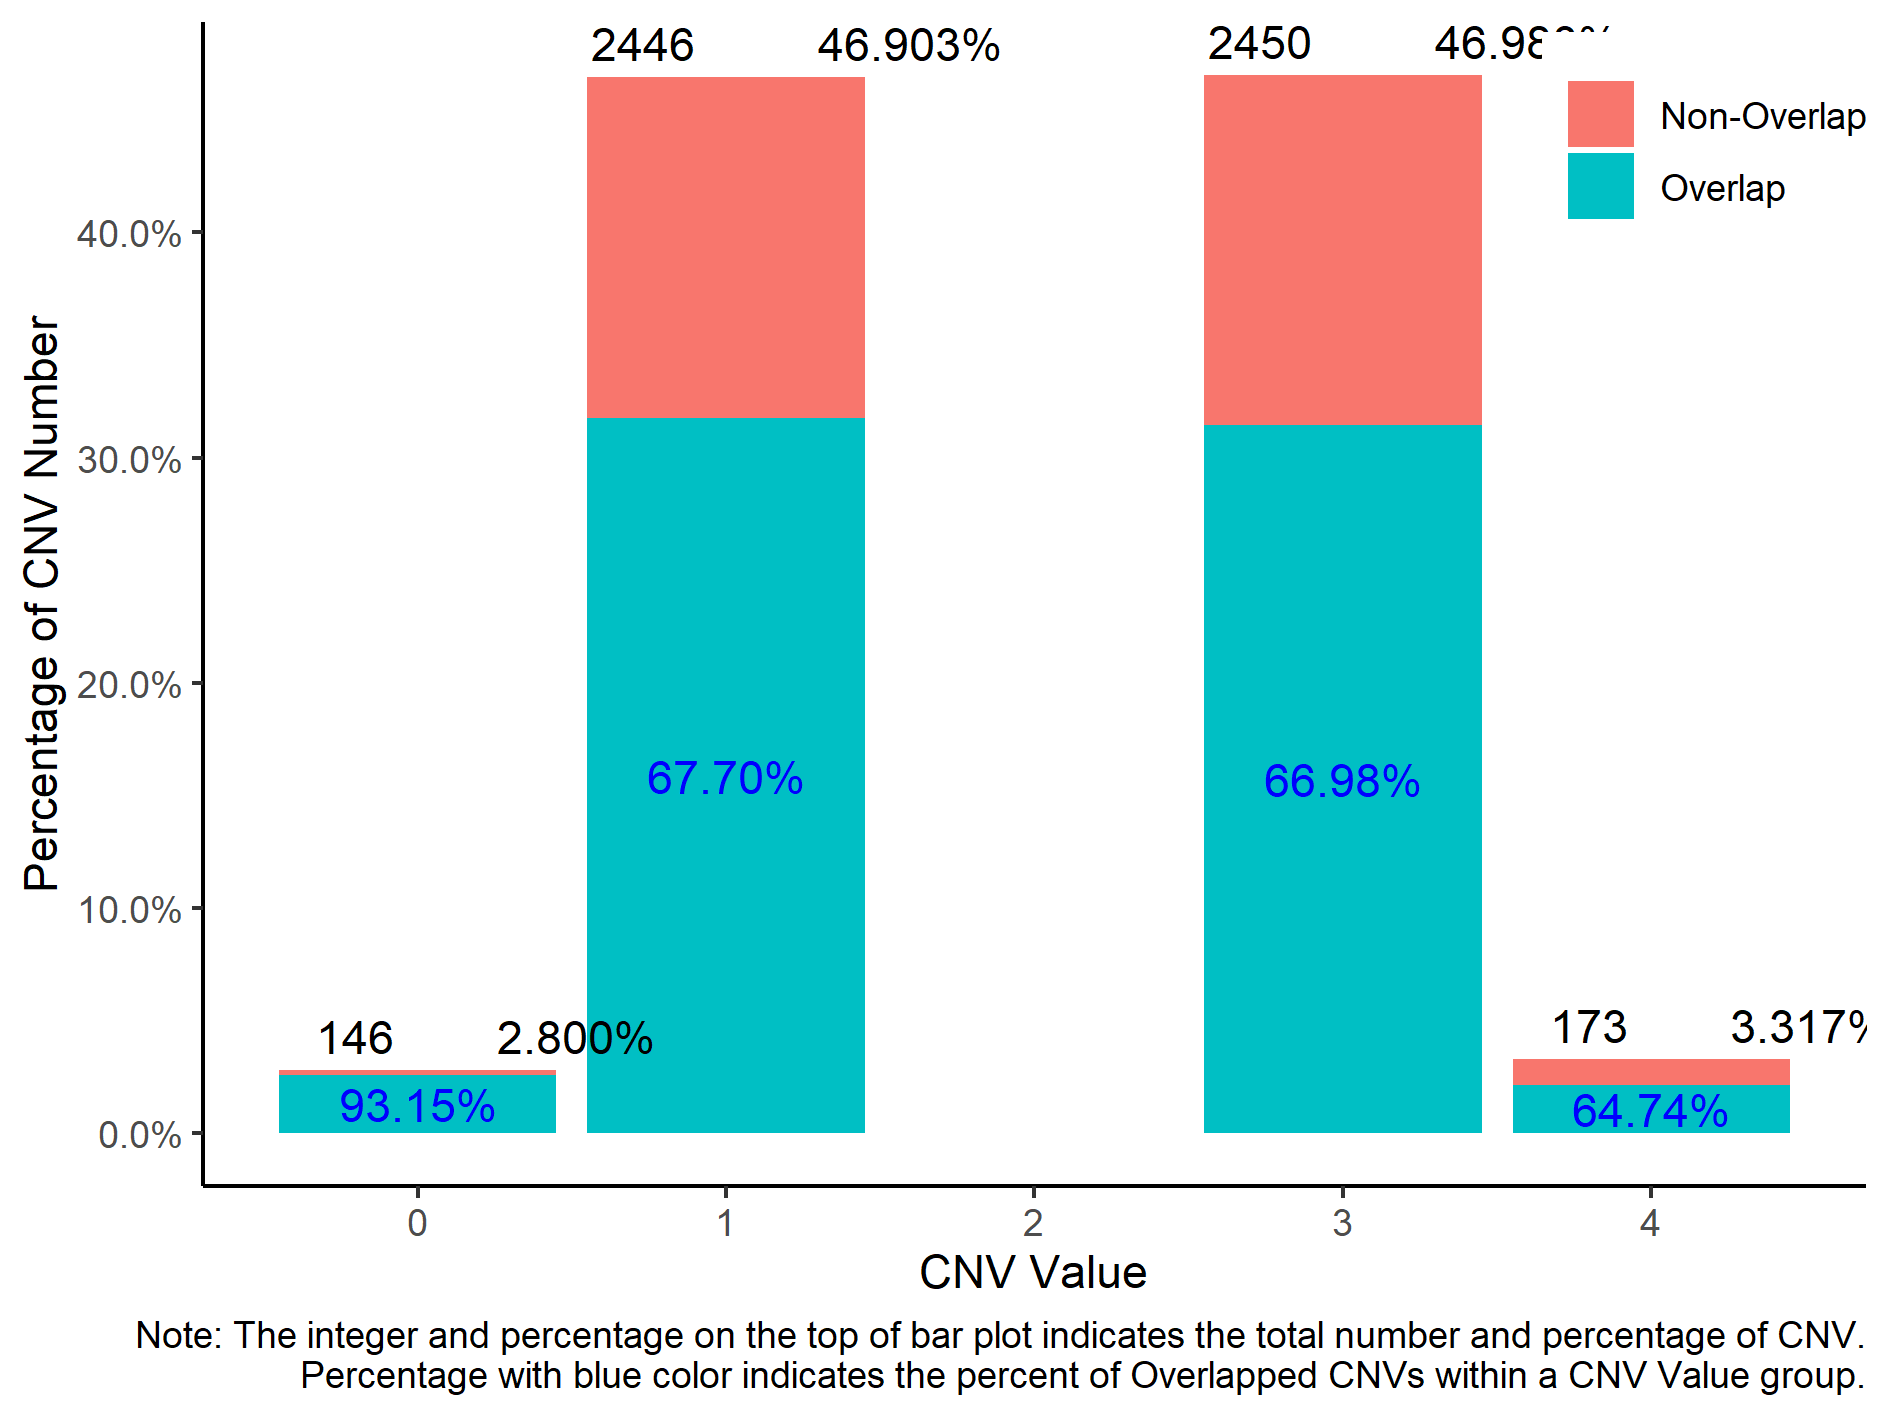 2446 46.903% 2450
Non-Overlap
Overlap
40.0%
30.0%
20.0%
10.0%
0.0%
Percentage of CNV Number
67.70% 66.98%
146 2.800% 173 3.317%
93.15% 64.74%
0 1 2 3 4
CNV Value
Note: The integer and percentage on the top of bar plot indicates the total number and percentage of CNV.
Percentage with blue color indicates the percent of Overlapped CNVs within a CNV Value group.